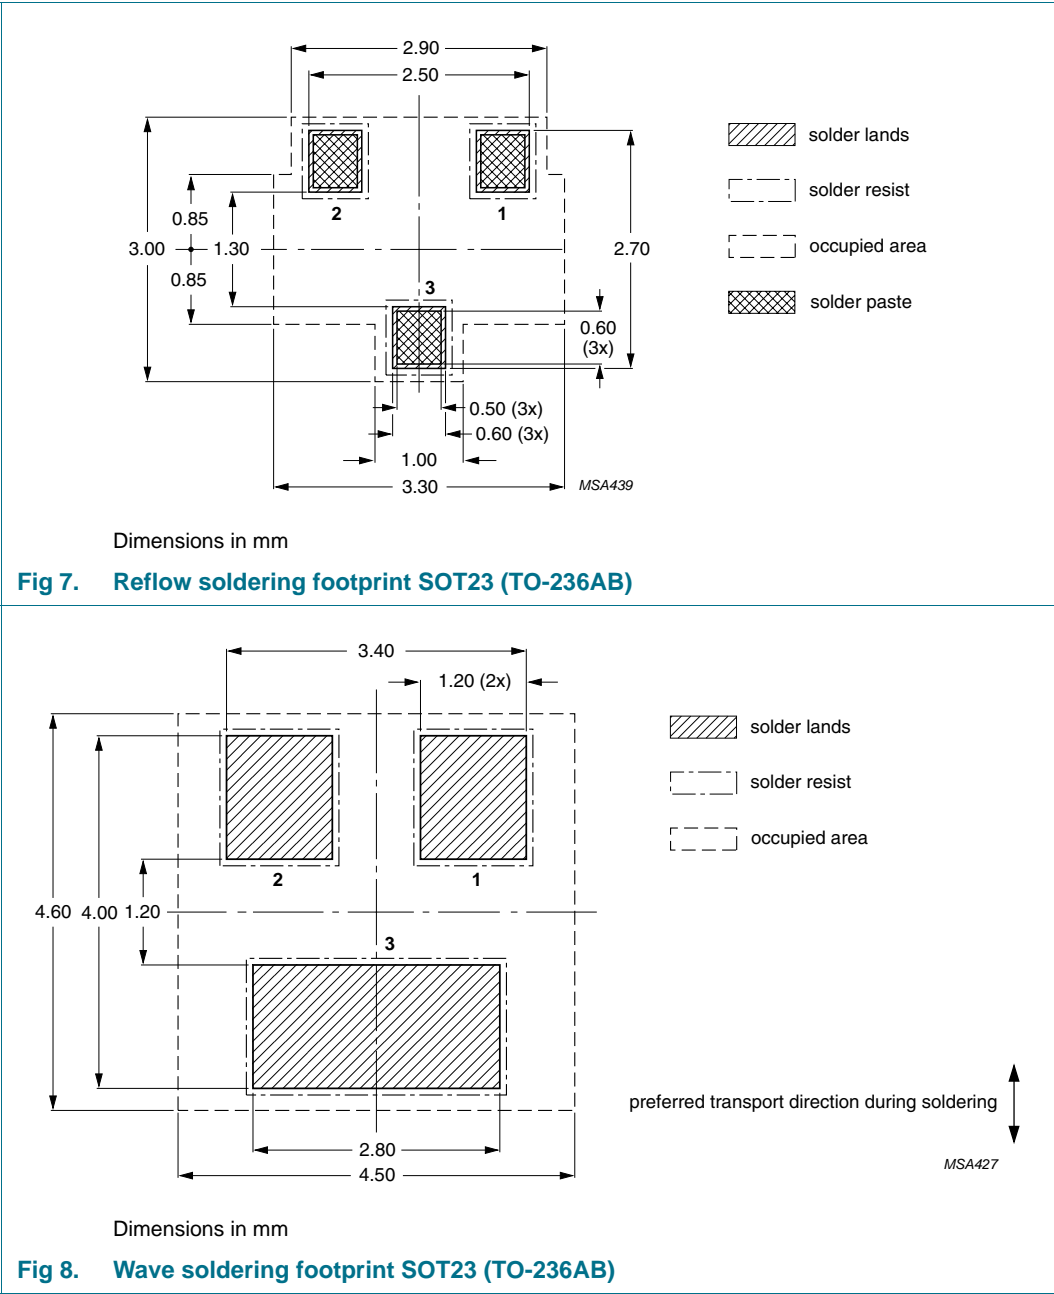 2.90
2.50
solder lands
solder resist
2
1
0.85
3.00
1.30
2.70
occupied area
0.85
3
solder paste
0.60
(3x)
0.50 (3x)
0.60 (3x)
1.00
3.30
MSA439
Dimensions in mm
Fig 7. Reflow soldering footprint SOT23 (TO-236AB)
3.40
1.20 (2x)
solder lands
solder resist
occupied area
2
1
4.60
4.00
1.20
3
preferred transport direction during soldering
2.80
4.50
MSA427
Dimensions in mm
Fig 8. Wave soldering footprint SOT23 (TO-236AB)